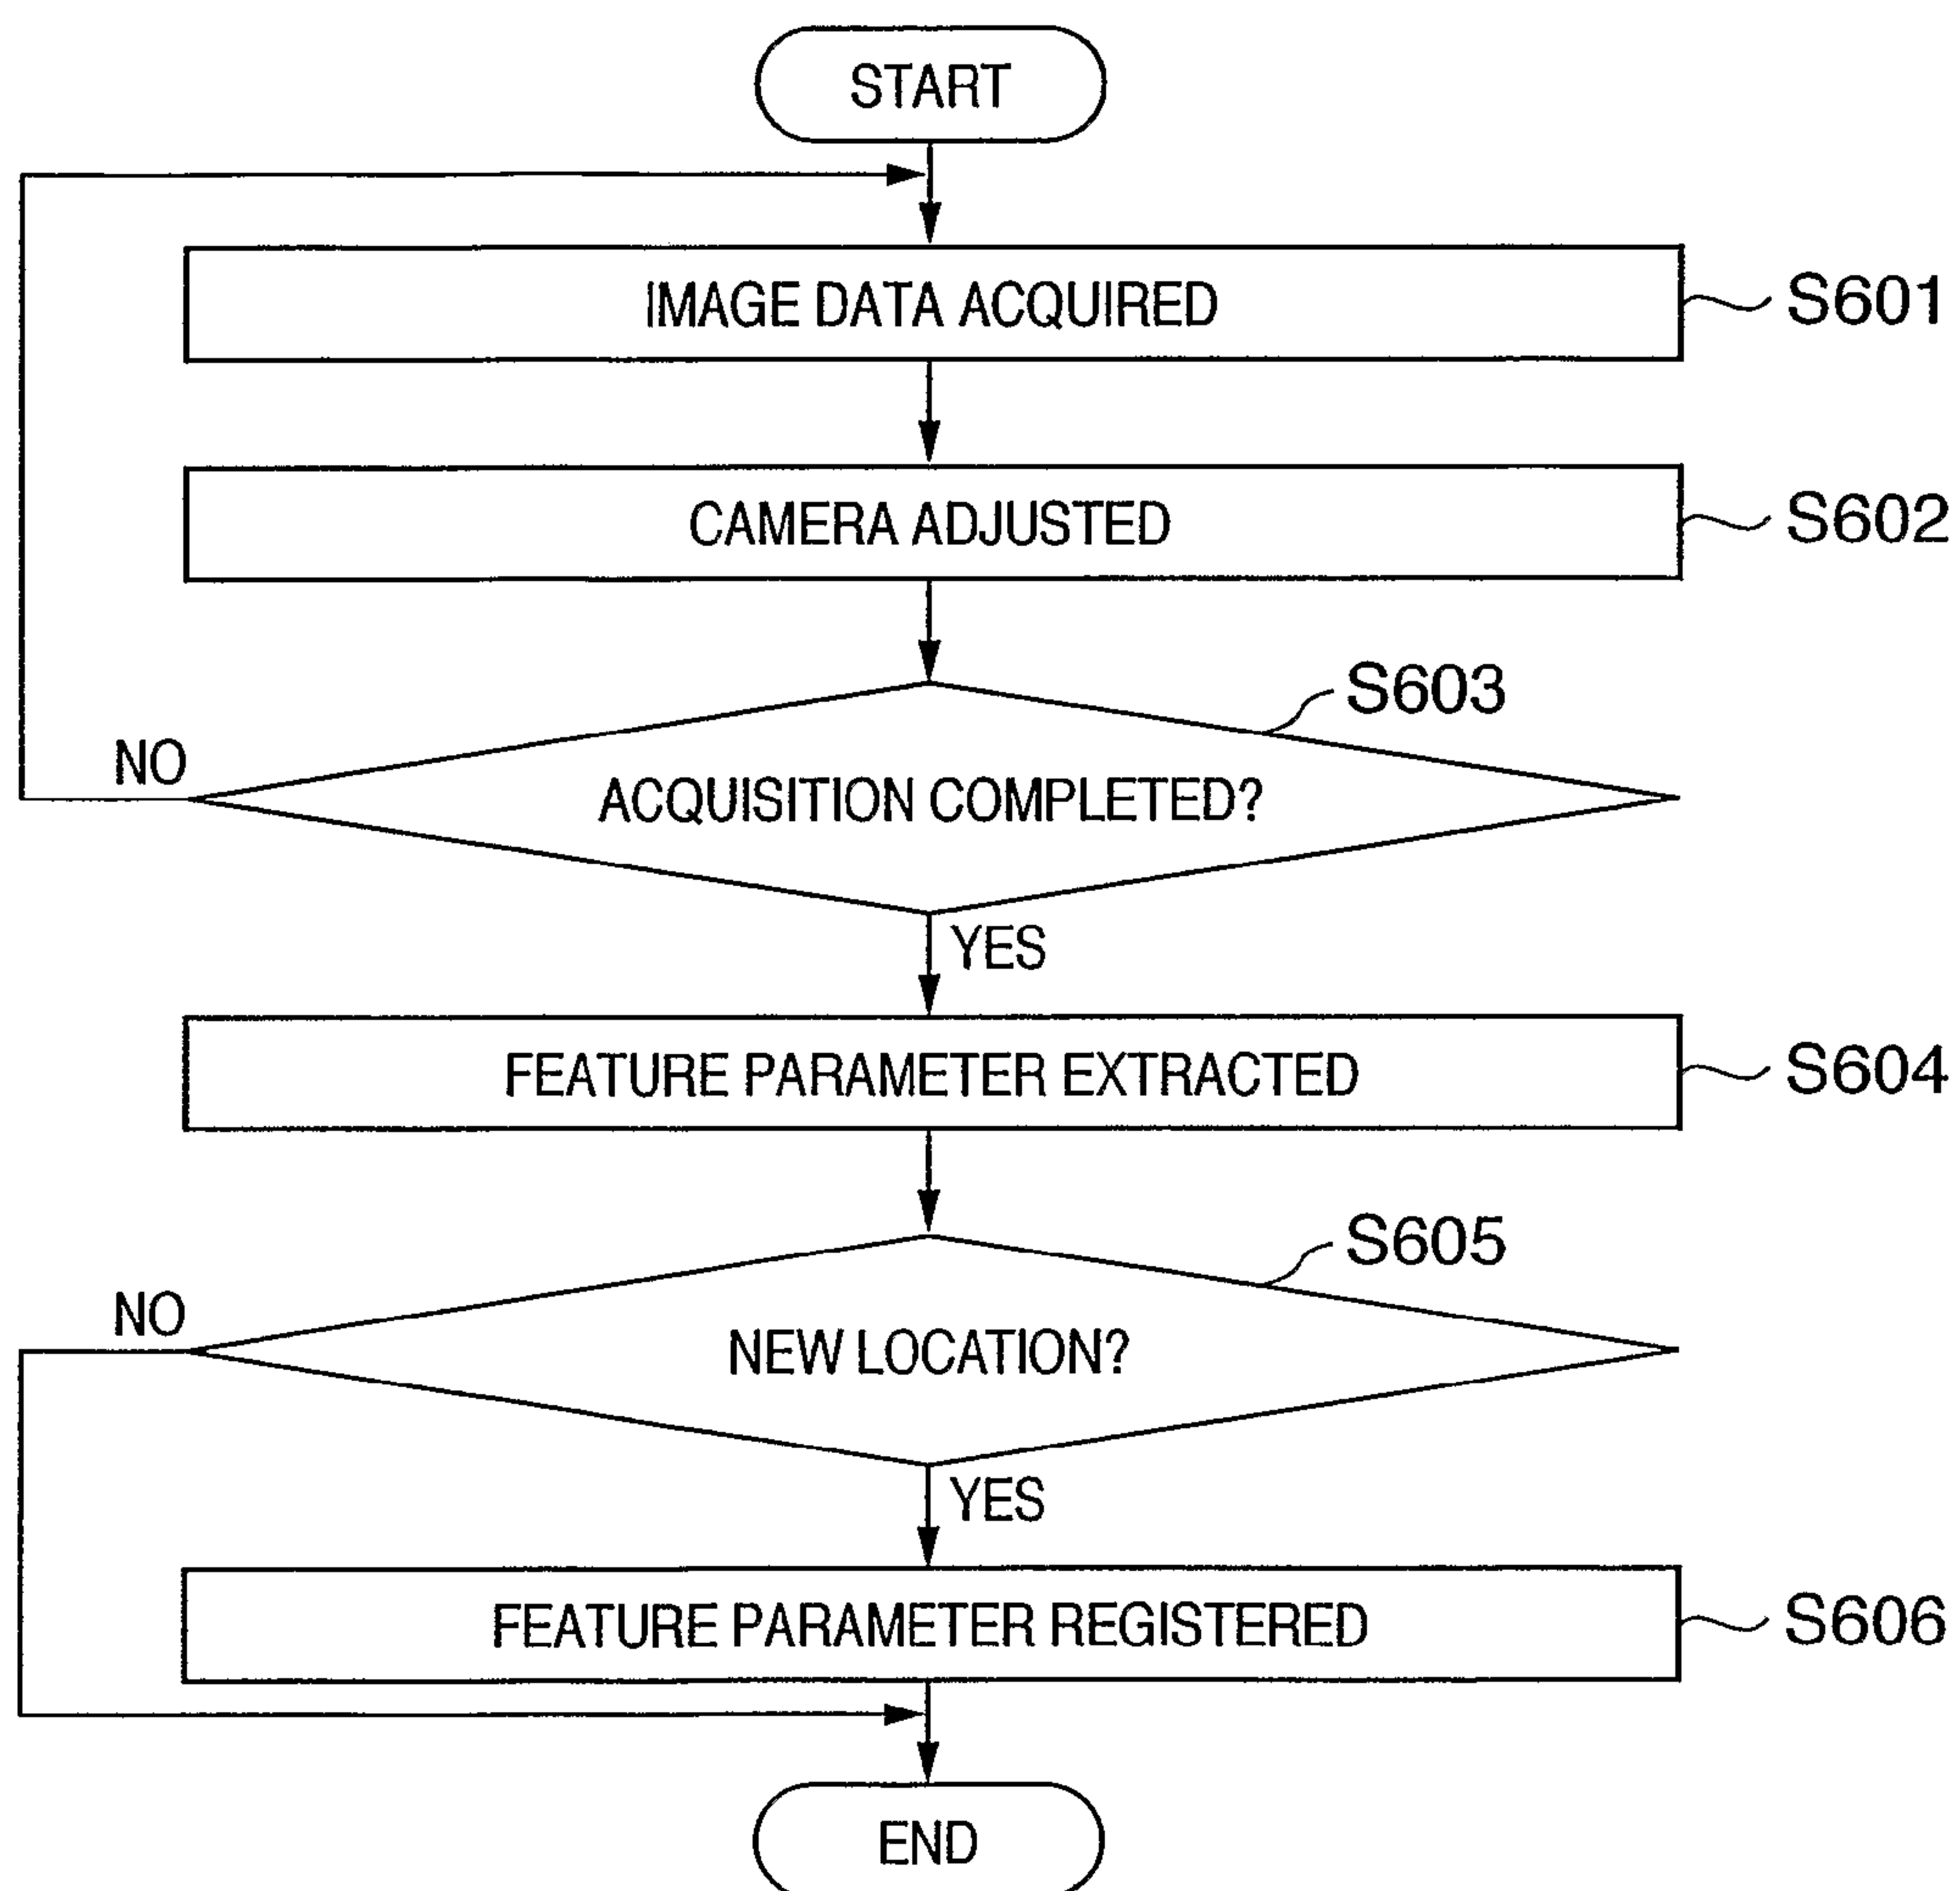 START
IMAGE DATA ACQUIRED
S601
CAMERA ADJUSTED
S602
S603
NO
ACQUISITION COMPLETED?
YES
FEATURE PARAMETER EXTRACTED
S604
S605
NO
NEW LOCATION?
YES
FEATURE PARAMETER REGISTERED
S606
END